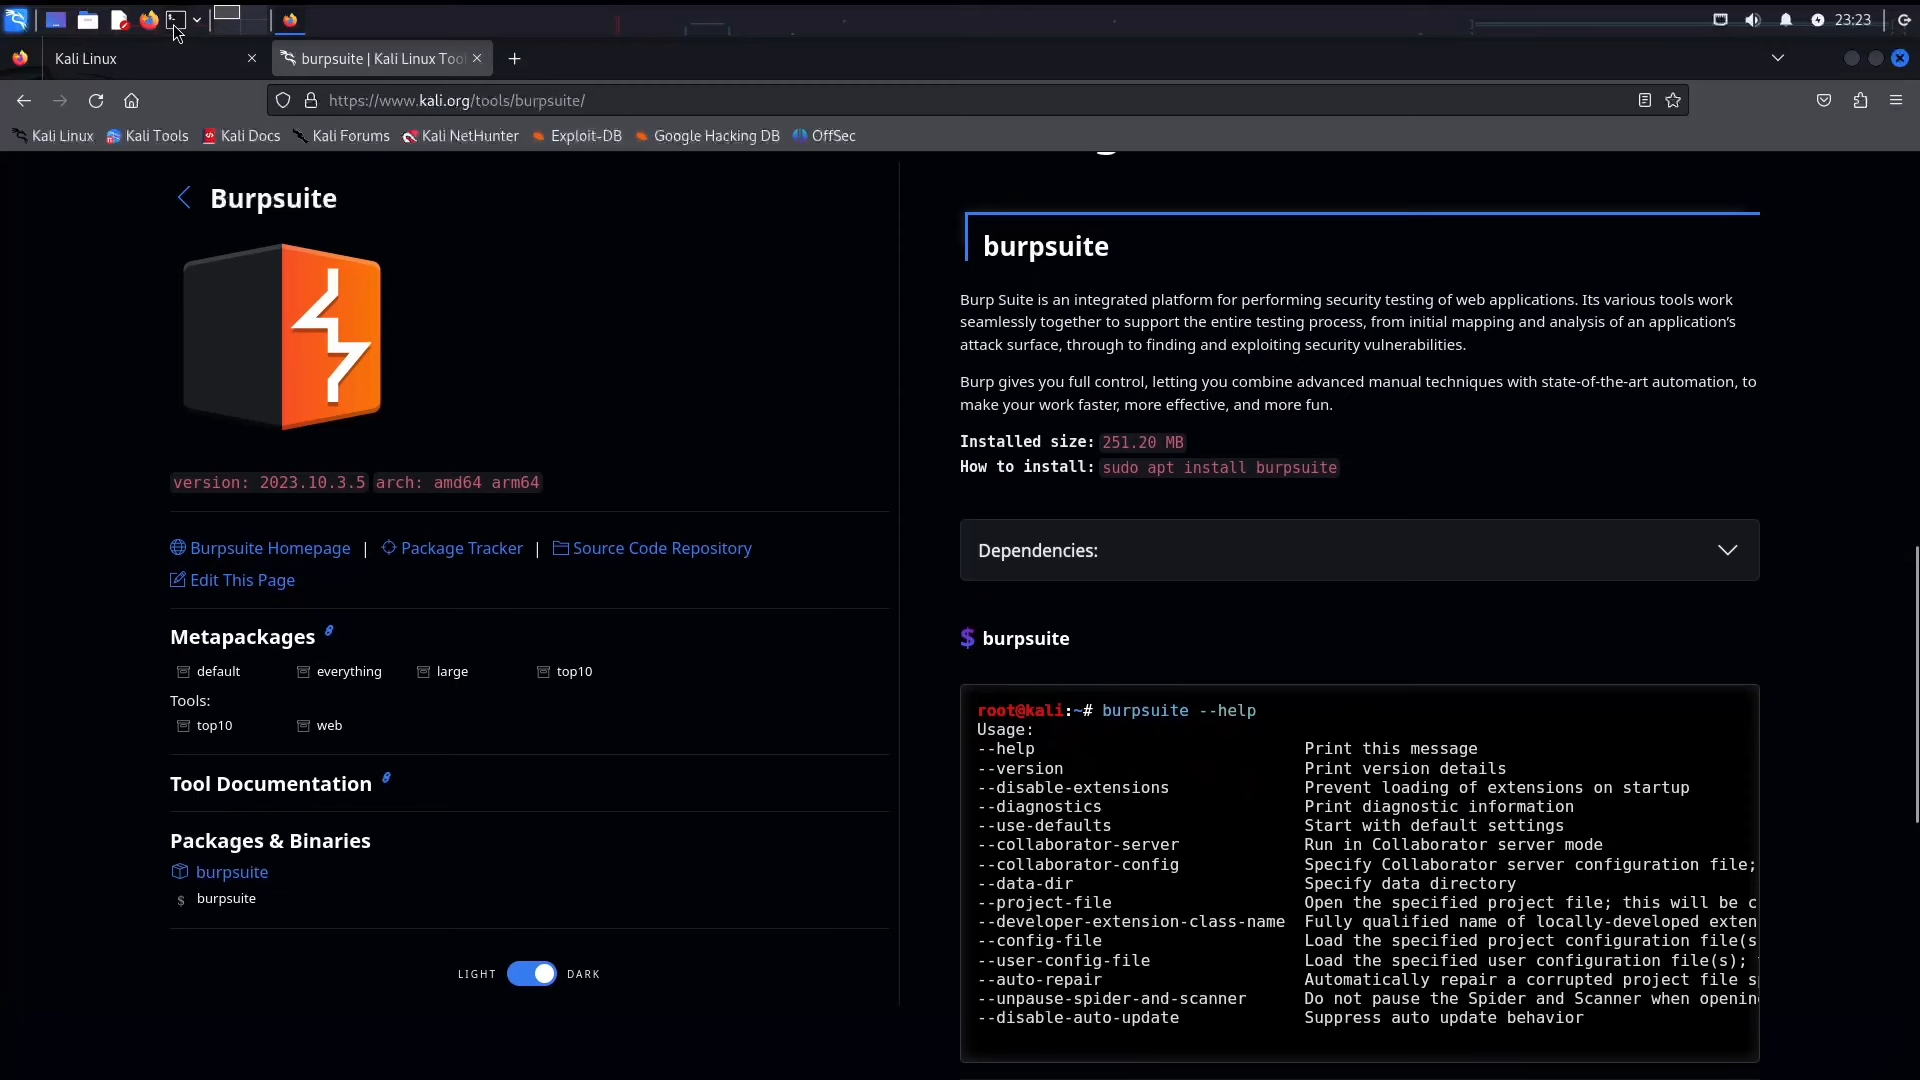 23:23
Kali Linux
burpsuite | Kali Linux Too
https://www.kali.org/tools/burpsuite/
Kali Linux
Kali Tools
Kali Docs
Kali Forums
Kali NetHunter
Exploit-DB
Google Hacking DB
OffSec
Burpsuite
version: 2023.10.3.5 arch: amd64 arm64
Burpsuite Homepage | Package Tracker | Source Code Repository
Edit This Page
Metapackages
default everything large top10
Tools:
top10 web
Tool Documentation
Packages & Binaries
burpsuite
$ burpsuite
LIGHT DARK
burpsuite
Burp Suite is an integrated platform for performing security testing of web applications. Its various tools work
seamlessly together to support the entire testing process, from initial mapping and analysis of an application’s
attack surface, through to finding and exploiting security vulnerabilities.
Burp gives you full control, letting you combine advanced manual techniques with state-of-the-art automation, to
make your work faster, more effective, and more fun.
Installed size: 251.20 MB
How to install: sudo apt install burpsuite
Dependencies:
$ burpsuite
root@kali:~# burpsuite --help
Usage:
--help Print this message
--version Print version details
--disable-extensions Prevent loading of extensions on startup
--diagnostics Print diagnostic information
--use-defaults Start with default settings
--collaborator-server Run in Collaborator server mode
--collaborator-config Specify Collaborator server configuration file;
--data-dir Specify data directory
--project-file Open the specified project file; this will be c
--developer-extension-class-name Fully qualified name of locally-developed exten
--config-file Load the specified project configuration file(s
--user-config-file Load the specified user configuration file(s);
--auto-repair Automatically repair a corrupted project file s
--unpause-spider-and-scanner Do not pause the Spider and Scanner when openin
--disable-auto-update Suppress auto update behavior